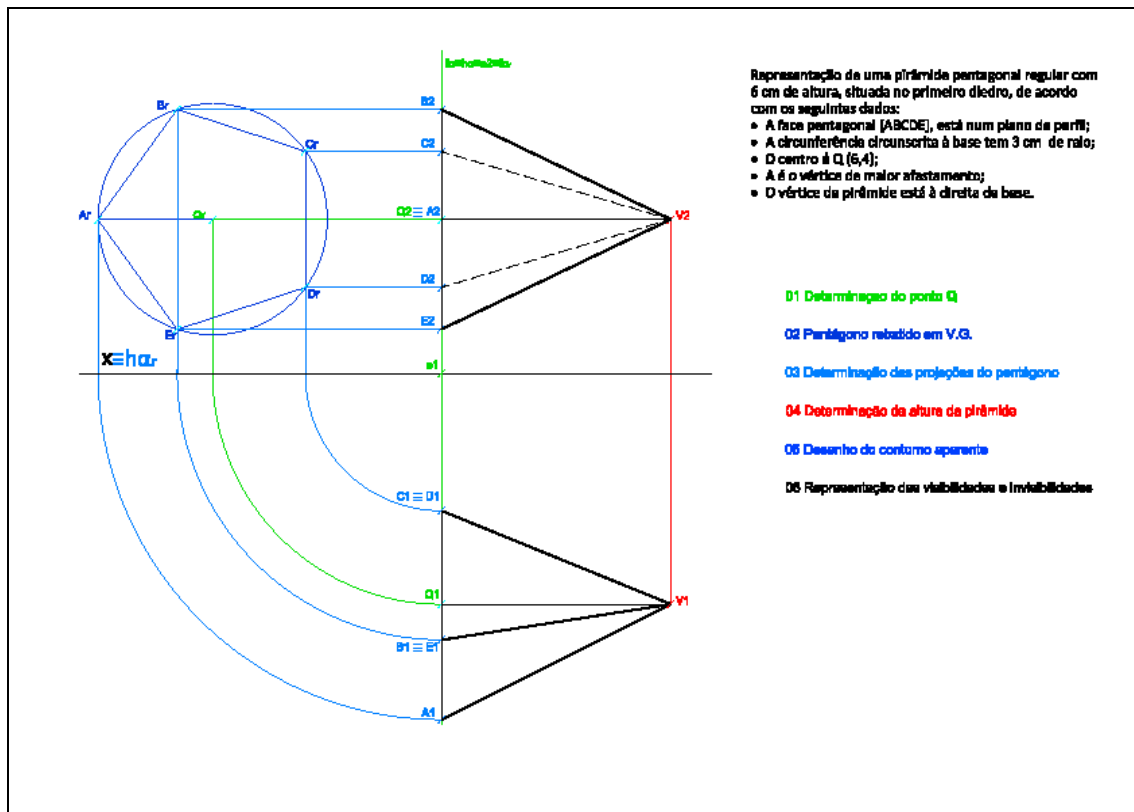 Representação de uma pirâmide pentagonal regular com
6 cm de altura, situada no primeiro diedro, de acordo
com os seguintes dados:
• A face pentagonal [ABCDE], está num plano de perfil;
• A circunferência circunscrita à base tem 3 cm de raio;
• O centro é Q (6,4);
• A é o vértice de maior afastamento;
• O vértice da pirâmide está à direita da base.
B2
Br
C2
Cr
Ar
Qr
Q2 ≡ A2
V2
D2
Dr
E2
Er
01 Determinaçao do ponto Q
02 Pentágono rebatido em V.G.
x≡hαr
03 Determinação das projeções do pentágono
04 Determinação da altura da pirâmide
05 Desenho do contorno aparente
06 Representação das visibilidades e invisibilidades
C1 ≡ D1
Q1
V1
B1 ≡ E1
A1